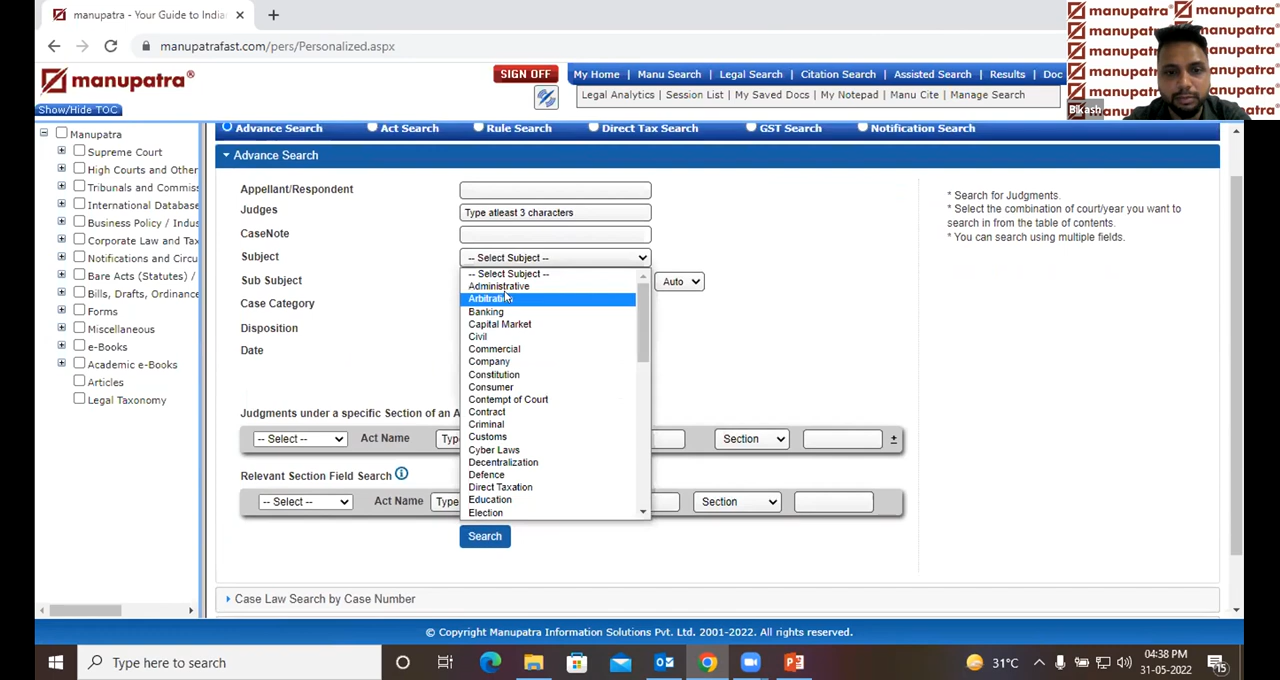 manupatra - Your Guide to India
manupatrafast.com/pers/Personalized.aspx
manupatra manupatra
manupatra
manupatra
Bikash
manupatra®
SIGN OFF
My Home | Manu Search | Legal Search | Citation Search | Assisted Search | Results | Doc
Legal Analytics | Session List | My Saved Docs | My Notepad | Manu Cite | Manage Search
Show/Hide TOC
Manupatra
Supreme Court
High Courts and Other
Tribunals and Commiss
International Database
Business Policy / Indus
Corporate Law and Tax
Notifications and Circu
Bare Acts (Statutes) /
Bills, Drafts, Ordinance
Forms
Miscellaneous
e-Books
Academic e-Books
Articles
Legal Taxonomy
Advance Search Act Search Rule Search Direct Tax Search GST Search Notification Search
Advance Search
Appellant/Respondent
Judges Type atleast 3 characters
CaseNote
Subject -- Select Subject --
Sub Subject Auto
Case Category
Disposition
Date
-- Select Subject --
Administrative
Arbitration
Banking
Capital Market
Civil
Commercial
Company
Constitution
Consumer
Contempt of Court
Contract
Criminal
Customs
Cyber Laws
Decentralization
Defence
Direct Taxation
Education
Election
* Search for Judgments.
* Select the combination of court/year you want to
search in from the table of contents.
* You can search using multiple fields.
Judgments under a specific Section of an A
-- Select -- Act Name Type Section ±
Relevant Section Field Search
-- Select -- Act Name Type Section
Search
Case Law Search by Case Number
© Copyright Manupatra Information Solutions Pvt. Ltd. 2001-2022. All rights reserved.
Type here to search
31°C
04:38 PM
31-05-2022
15